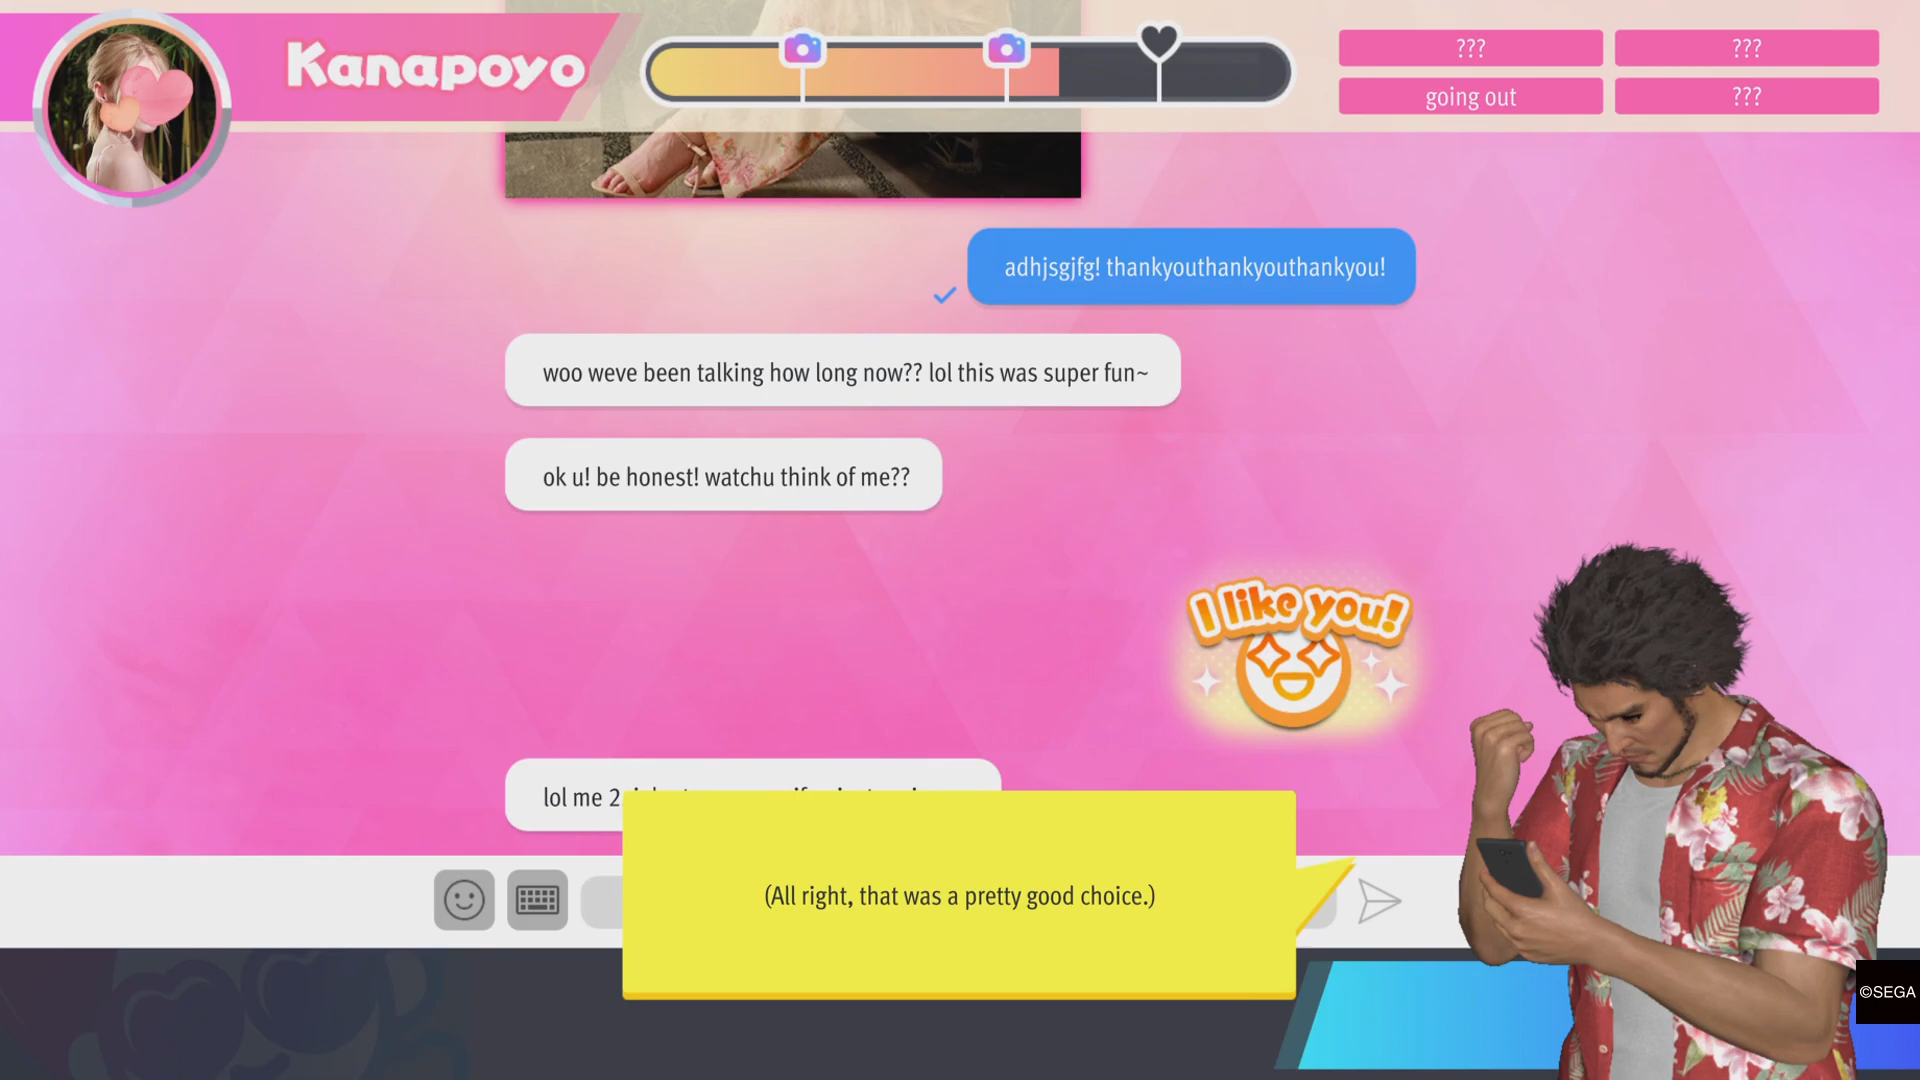 Kanapoyo
???
???
going out
???
adhjsgjfg! thankyouthankyouthankyou!
woo weve been talking how long now?? lol this was super fun~
ok u! be honest! watchu think of me??
I like you!
lol me 2
(All right, that was a pretty good choice.)
©SEGA